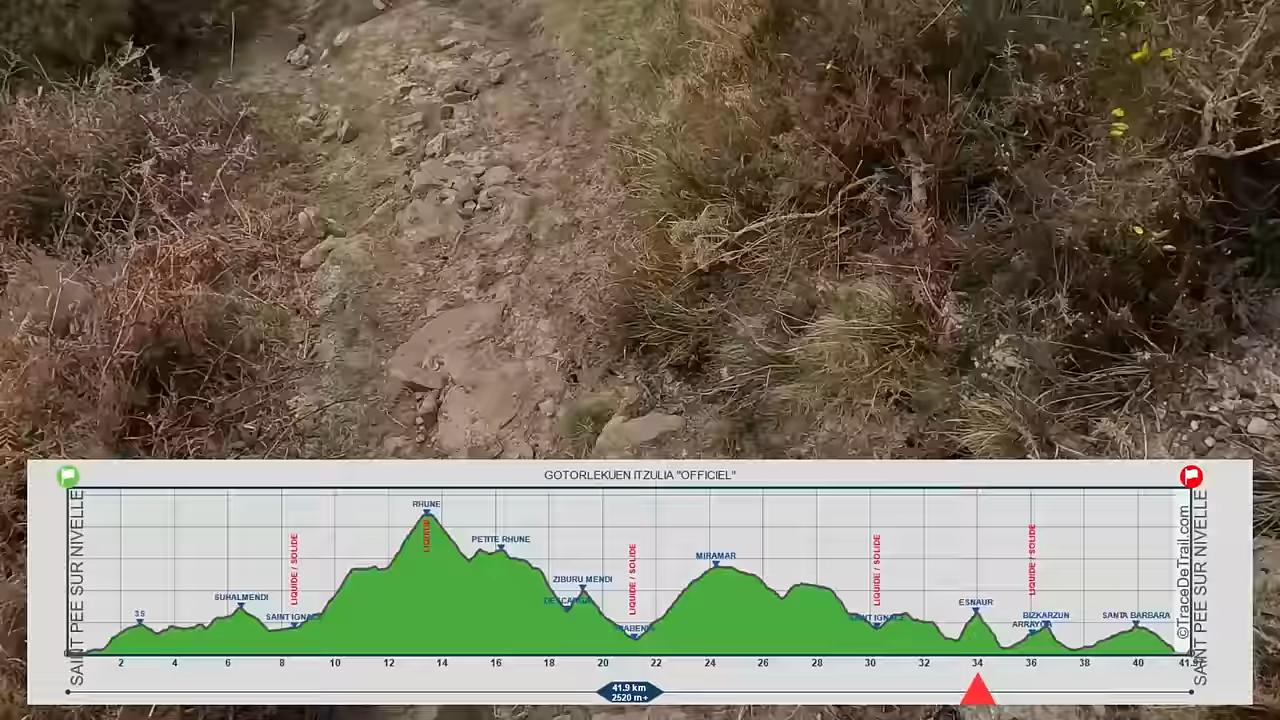 GOTORLEKUEN ITZULIA "OFFICIEL"
SAINT PEE SUR NIVELLE
3S
SUHALMENDI
LIQUIDE / SOLIDE
SAINT IGNACE
RHUNE
LIQUIDE
PETITE RHUNE
ZIBURU MENDI
LIQUIDE / SOLIDE
MIRAMAR
LIQUIDE / SOLIDE
SAINT IGNACE
ESNAUR
LIQUIDE / SOLIDE
BIZKARZUN
SANTA BARBARA
©TraceDeTrail.com
SAINT PEE SUR NIVELLE
2 4 6 8 10 12 14 16 18 20 22 24 26 28 30 32 34 36 38 40 41.9
41.9 km
2520 m+